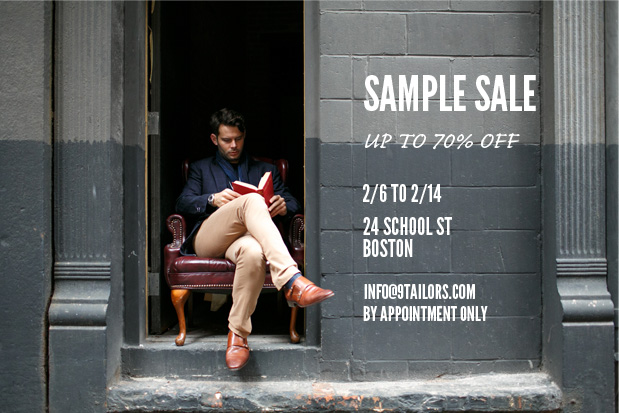 SAMPLE SALE
UP TO 70% OFF
2/6 TO 2/14
24 SCHOOL ST
BOSTON
INFO@9TAILORS.COM
BY APPOINTMENT ONLY